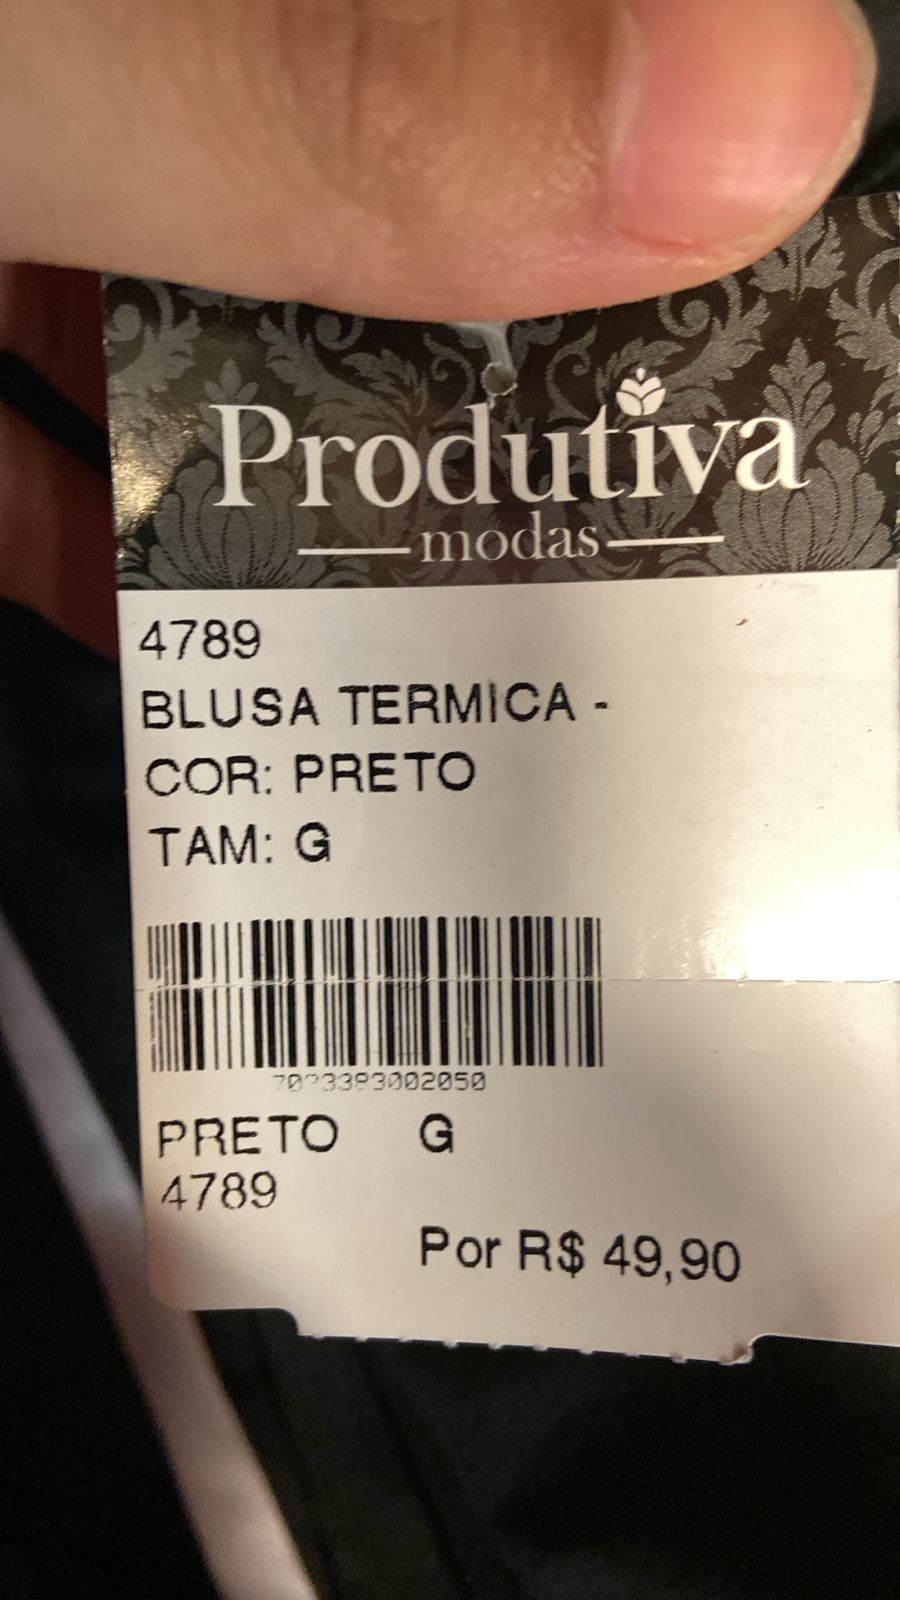 Produtiva
modas
4789
BLUSA TERMICA -
COR: PRETO
TAM: G
PRETO G
4789
Por R$ 49,90